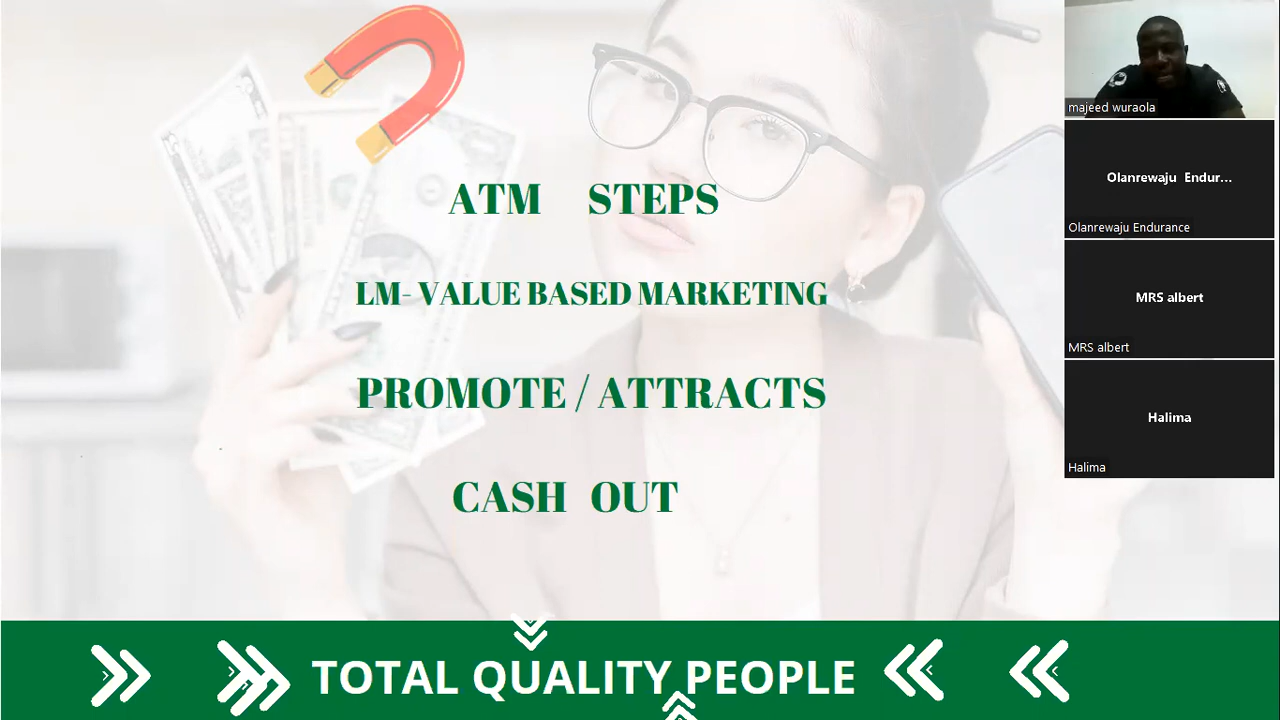 ATM STEPS
LM- VALUE BASED MARKETING
PROMOTE / ATTRACTS
CASH OUT
TOTAL QUALITY PEOPLE
majeed wuraola
Olanrewaju Endur...
Olanrewaju Endurance
MRS albert
MRS albert
Halima
Halima